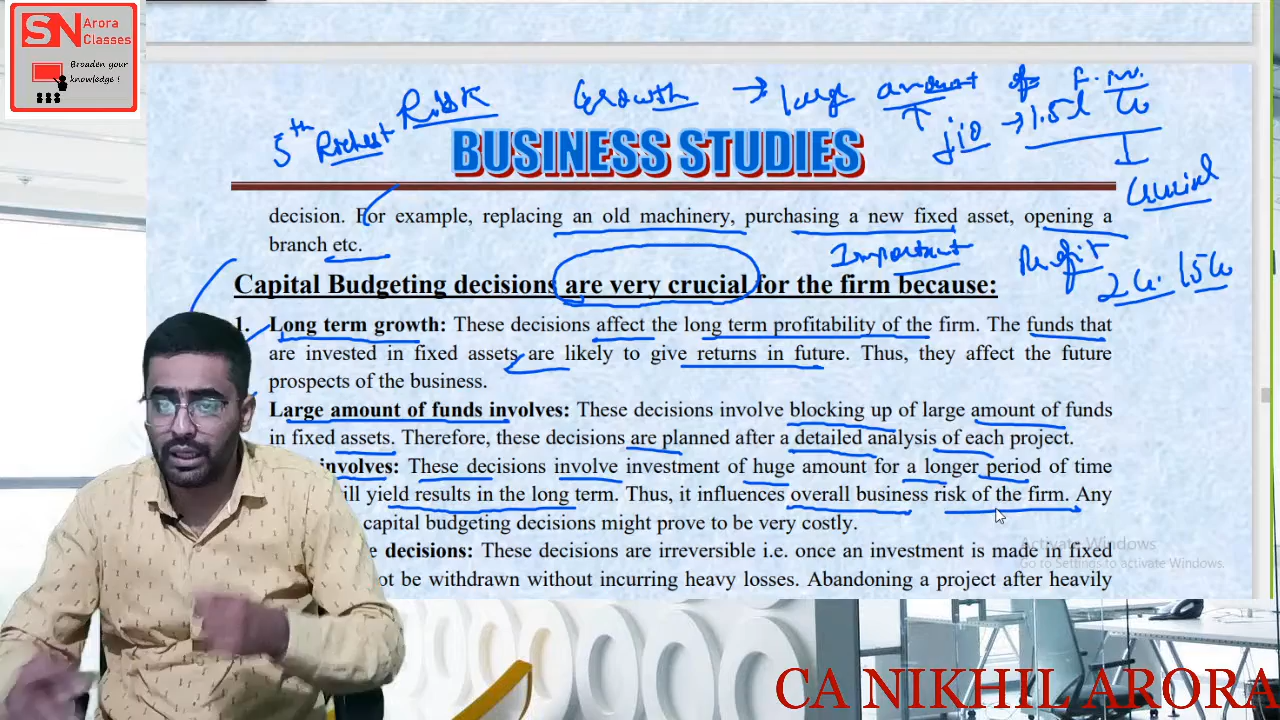 SN Arora Classes
Broaden your knowledge !
Risk Growth → large amount of F.M.
5th Richest jio → 1.5 l Cr
BUSINESS STUDIES
Crucial
decision. For example, replacing an old machinery, purchasing a new fixed asset, opening a
branch etc.
Important Profit 2 Cr. 15 Cr
Capital Budgeting decisions are very crucial for the firm because:
1. Long term growth: These decisions affect the long term profitability of the firm. The funds that
are invested in fixed assets are likely to give returns in future. Thus, they affect the future
prospects of the business.
Large amount of funds involves: These decisions involve blocking up of large amount of funds
in fixed assets. Therefore, these decisions are planned after a detailed analysis of each project.
involves: These decisions involve investment of huge amount for a longer period of time
ill yield results in the long term. Thus, it influences overall business risk of the firm. Any
capital budgeting decisions might prove to be very costly.
e decisions: These decisions are irreversible i.e. once an investment is made in fixed
ot be withdrawn without incurring heavy losses. Abandoning a project after heavily
Activate Windows
Go to Settings to activate Windows.
CA NIKHIL ARORA